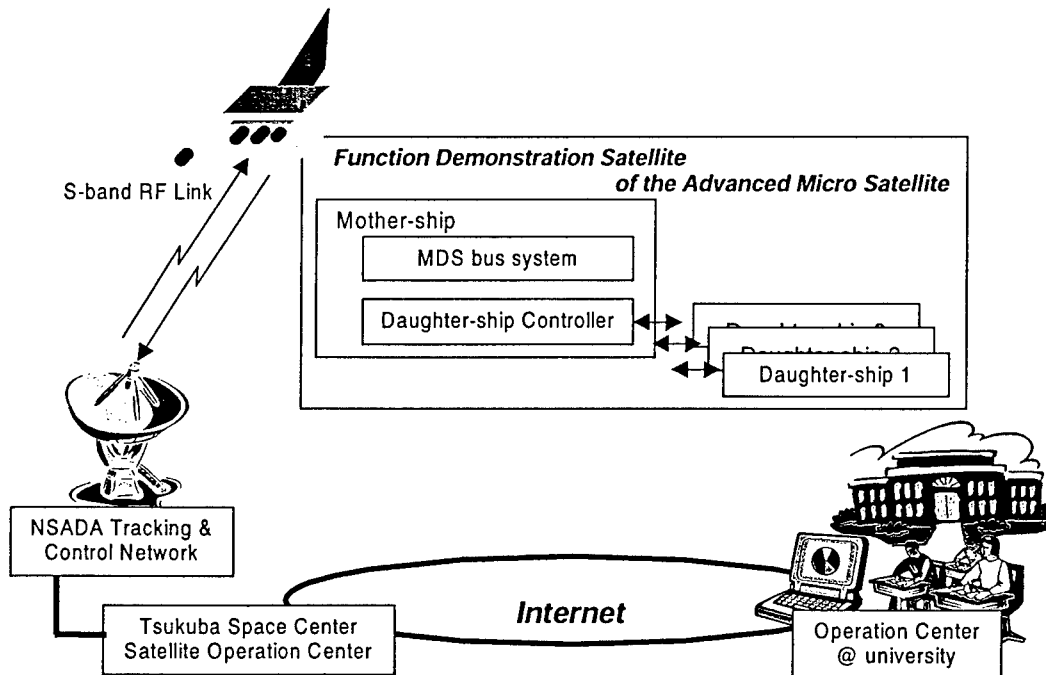 Function Demonstration Satellite
of the Advanced Micro Satellite
S-band RF Link
Mother-ship
MDS bus system
Daughter-ship Controller
Daughter-ship 1
NSADA Tracking &
Control Network
Internet
Tsukuba Space Center
Satellite Operation Center
Operation Center
@ university